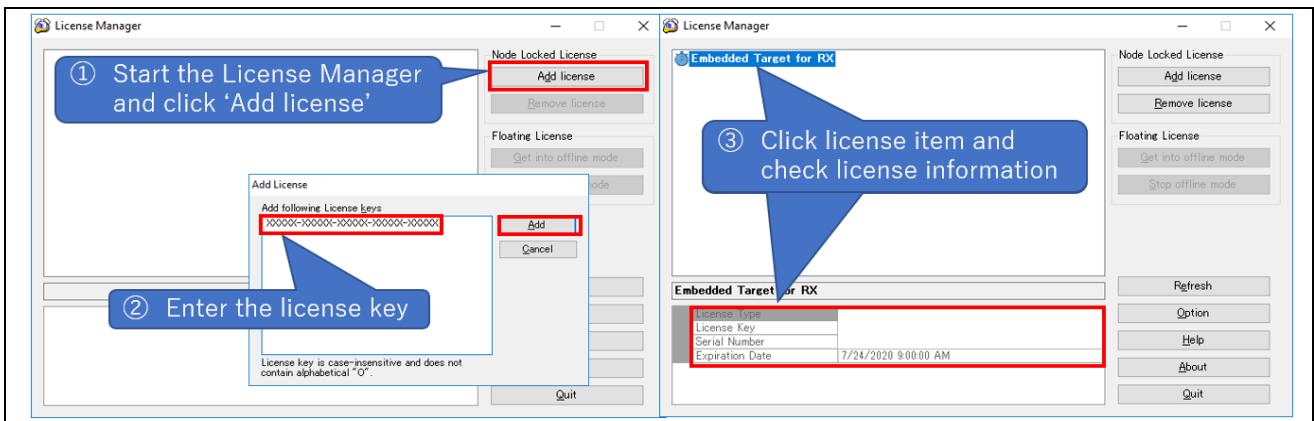 License Manager
① Start the License Manager
and click ‘Add license’
Node Locked License
Add license
Remove license
Floating License
Get into offline mode
ode
Add License
Add following License keys
XXXXX-XXXXX-XXXXX-XXXXX-XXXXX
Add
Cancel
② Enter the license key
License key is case-insensitive and does not
contain alphabetical "O".
Quit
License Manager
Embedded Target for RX
③ Click license item and
check license information
Node Locked License
Add license
Remove license
Floating License
Get into offline mode
Stop offline mode
Embedded Target for RX
License Type
License Key
Serial Number
Expiration Date 7/24/2020 9:00:00 AM
Refresh
Option
Help
About
Quit